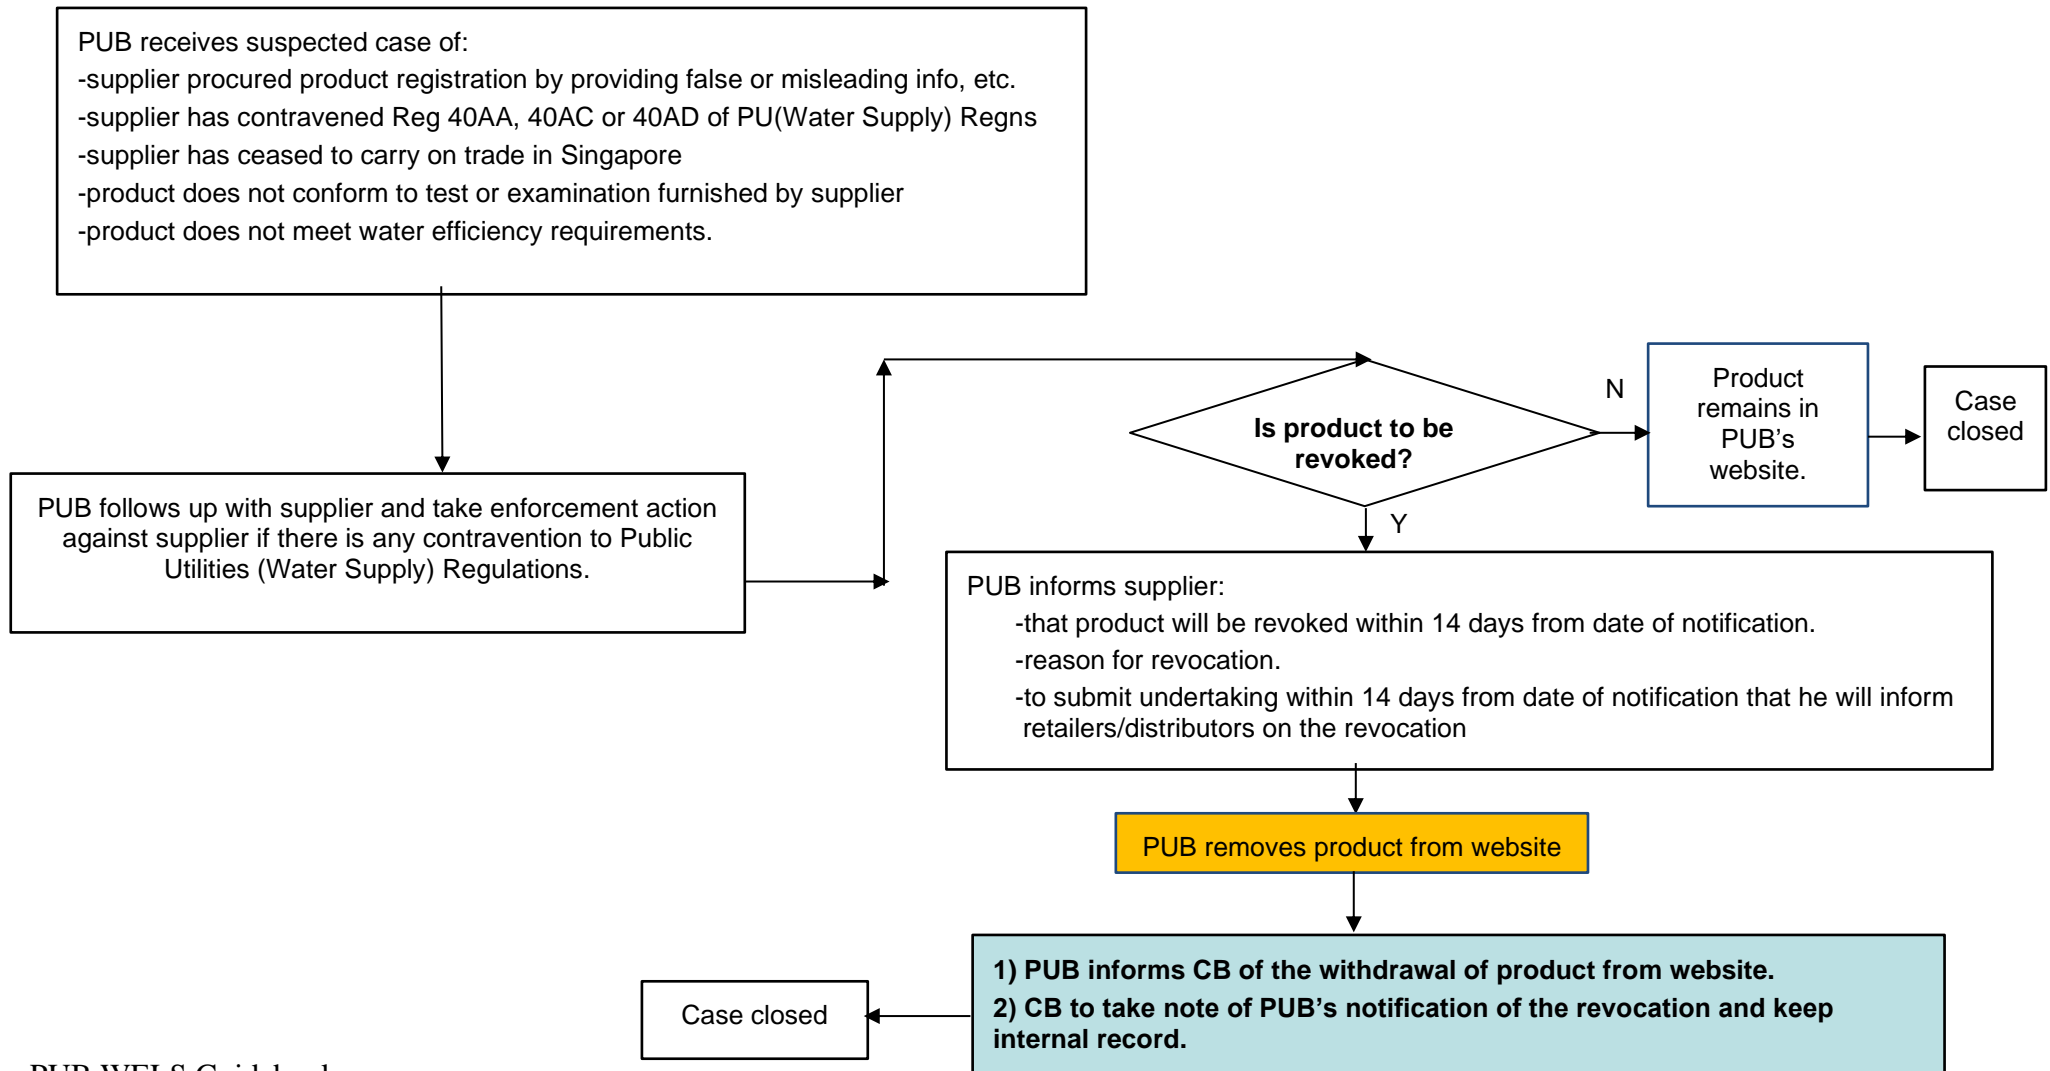 PUB receives suspected case of:
-supplier procured product registration by providing false or misleading info, etc.
-supplier has contravened Reg 40AA, 40AC or 40AD of PU(Water Supply) Regns
-supplier has ceased to carry on trade in Singapore
-product does not conform to test or examination furnished by supplier
-product does not meet water efficiency requirements.
PUB follows up with supplier and take enforcement action
against supplier if there is any contravention to Public
Utilities (Water Supply) Regulations.
Is product to be
revoked?
N
Product
remains in
PUB’s
website.
Case
closed
Y
PUB informs supplier:
-that product will be revoked within 14 days from date of notification.
-reason for revocation.
-to submit undertaking within 14 days from date of notification that he will inform
retailers/distributors on the revocation
PUB removes product from website
1) PUB informs CB of the withdrawal of product from website.
2) CB to take note of PUB’s notification of the revocation and keep
internal record.
Case closed
PUB WELS